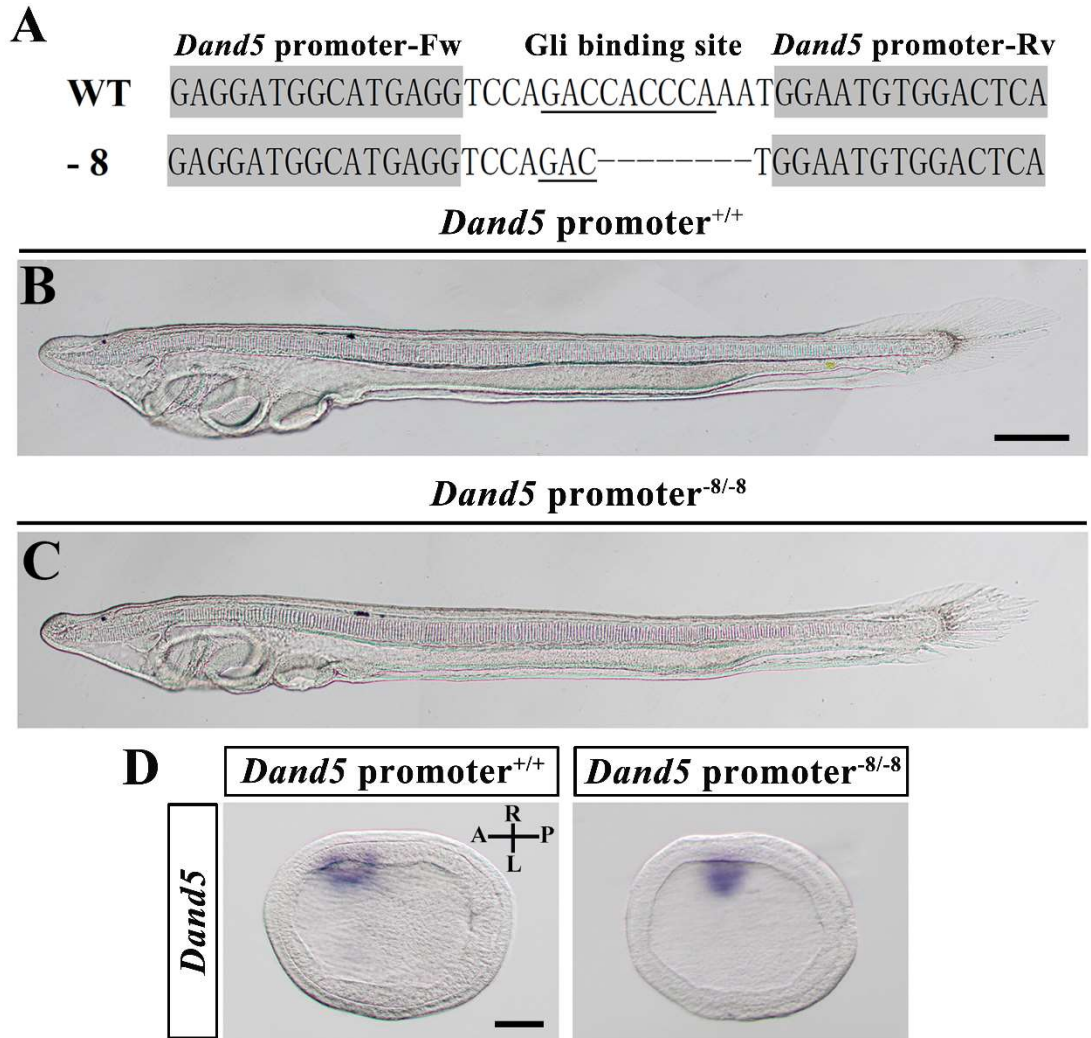 A
Dand5 promoter-Fw Gli binding site Dand5 promoter-Rv
WT GAGGATGGCATGAGGTCCAGACCACCCAAATGGAATGTGGACTCA
- 8 GAGGATGGCATGAGGTCCAGAC--------TGGAATGTGGACTCA
Dand5 promoter+/+
B
Dand5 promoter-8/-8
C
D
Dand5 promoter+/+ Dand5 promoter-8/-8
Dand5
R
A P
L